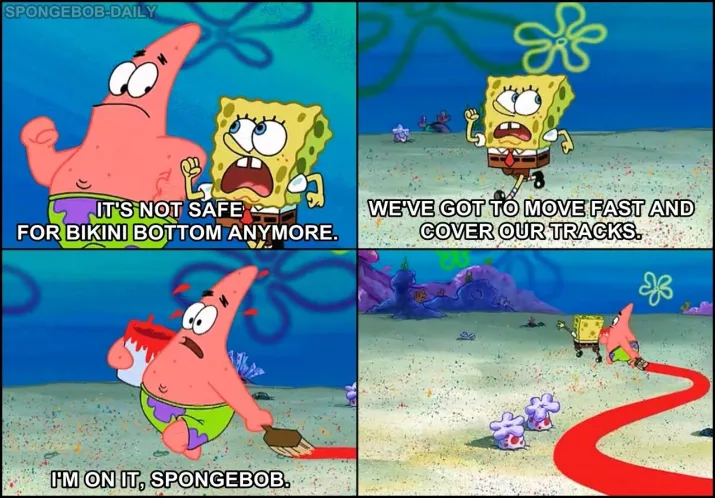 SPONGEBOB-DAILY
IT'S NOT SAFE
FOR BIKINI BOTTOM ANYMORE.
WE'VE GOT TO MOVE FAST AND
COVER OUR TRACKS.
I'M ON IT, SPONGEBOB.